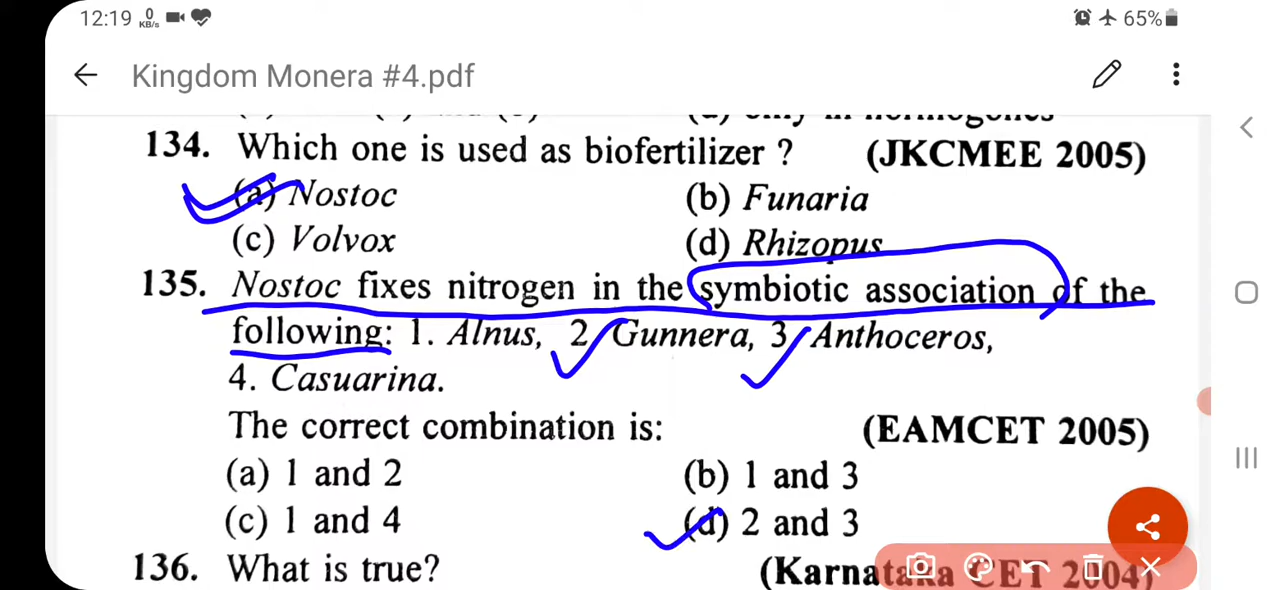 12:19 0 KB/s 65%
Kingdom Monera #4.pdf
134. Which one is used as biofertilizer ? (JKCMEE 2005)
(a) Nostoc (b) Funaria
(c) Volvox (d) Rhizopus
135. Nostoc fixes nitrogen in the symbiotic association of the
following: 1. Alnus, 2 Gunnera, 3 Anthoceros,
4. Casuarina.
The correct combination is: (EAMCET 2005)
(a) 1 and 2 (b) 1 and 3
(c) 1 and 4 (d) 2 and 3
136. What is true? (Karnataka CET 2004)